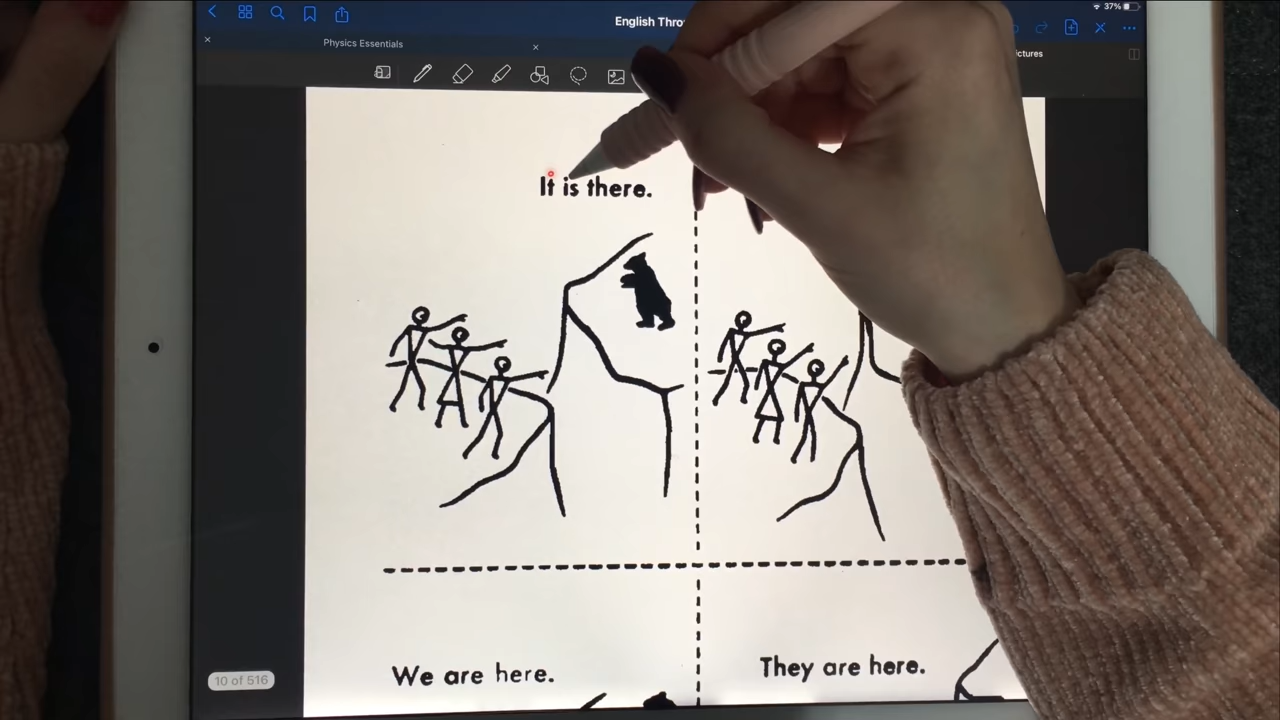 37%
English Thro
Physics Essentials
ictures
It is there.
We are here.
They are here.
10 of 516